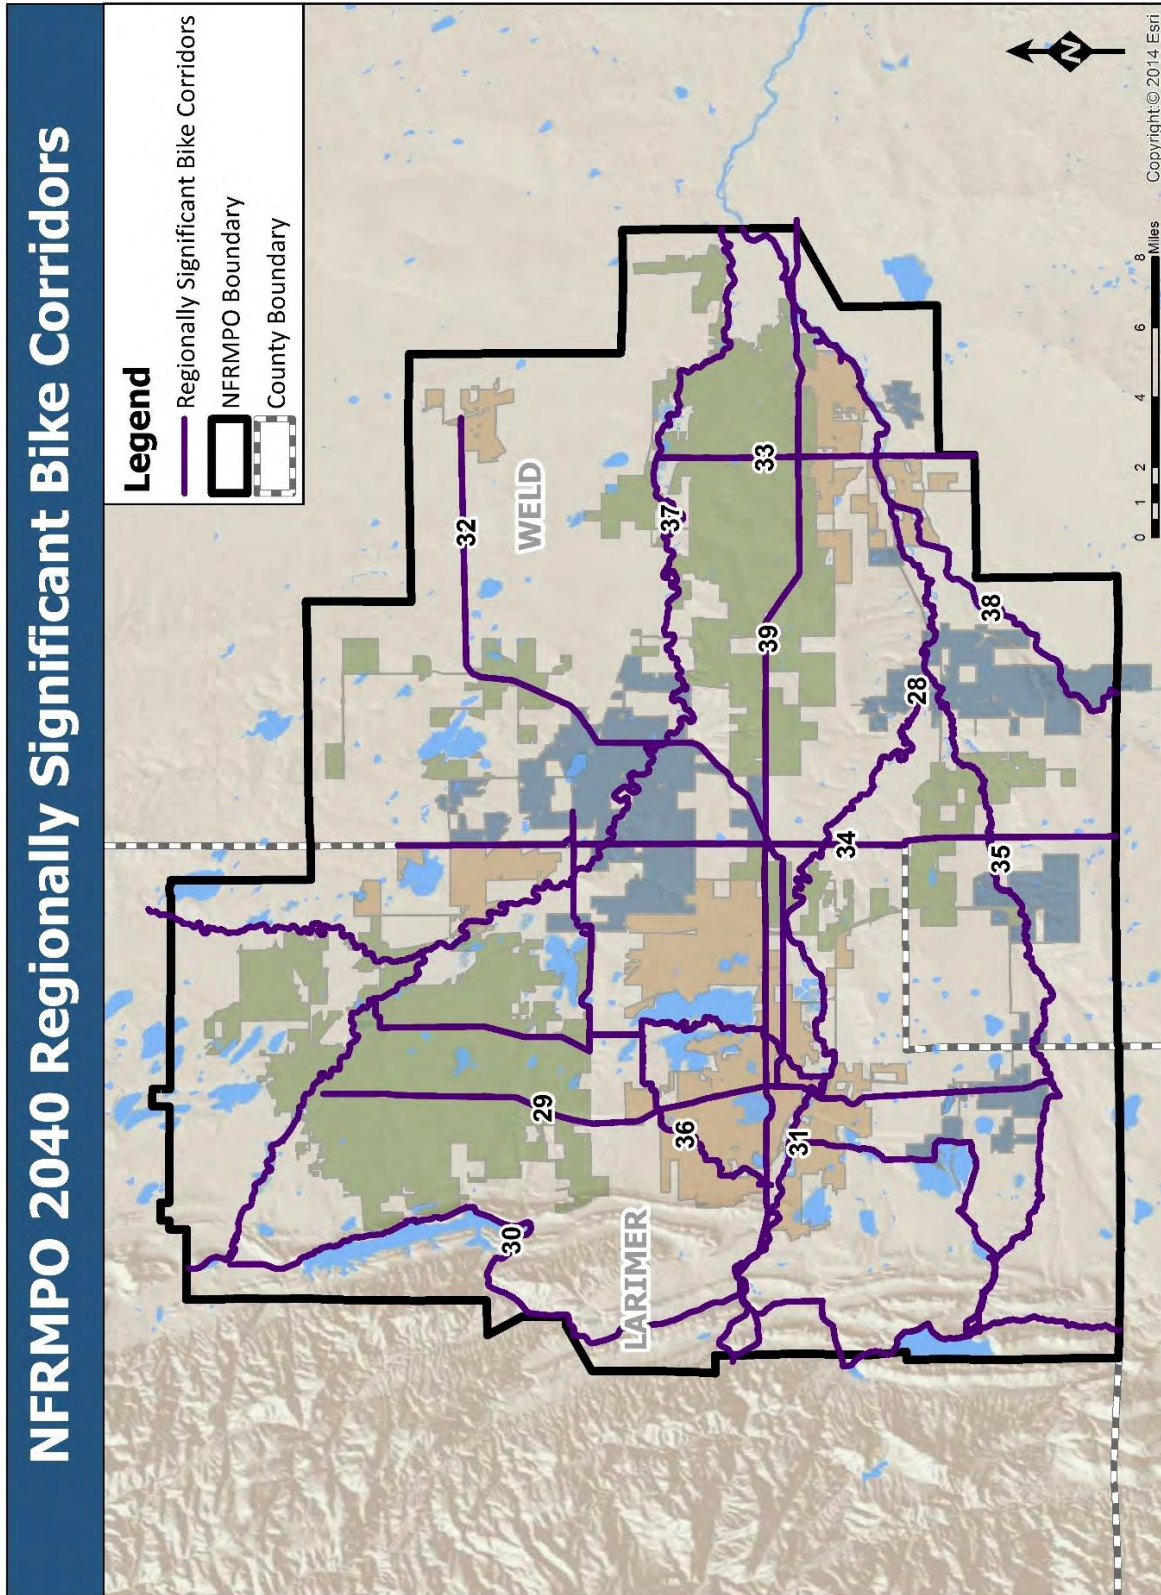 NFRMPO 2040 Regionally Significant Bike Corridors
Legend
Regionally Significant Bike Corridors
NFRMPO Boundary
County Boundary
32
WELD
37
33
29
30
36
39
LARIMER
31
34
28
38
35
N
0 1 2 4 6 8
Miles
Copyright:© 2014 Esri